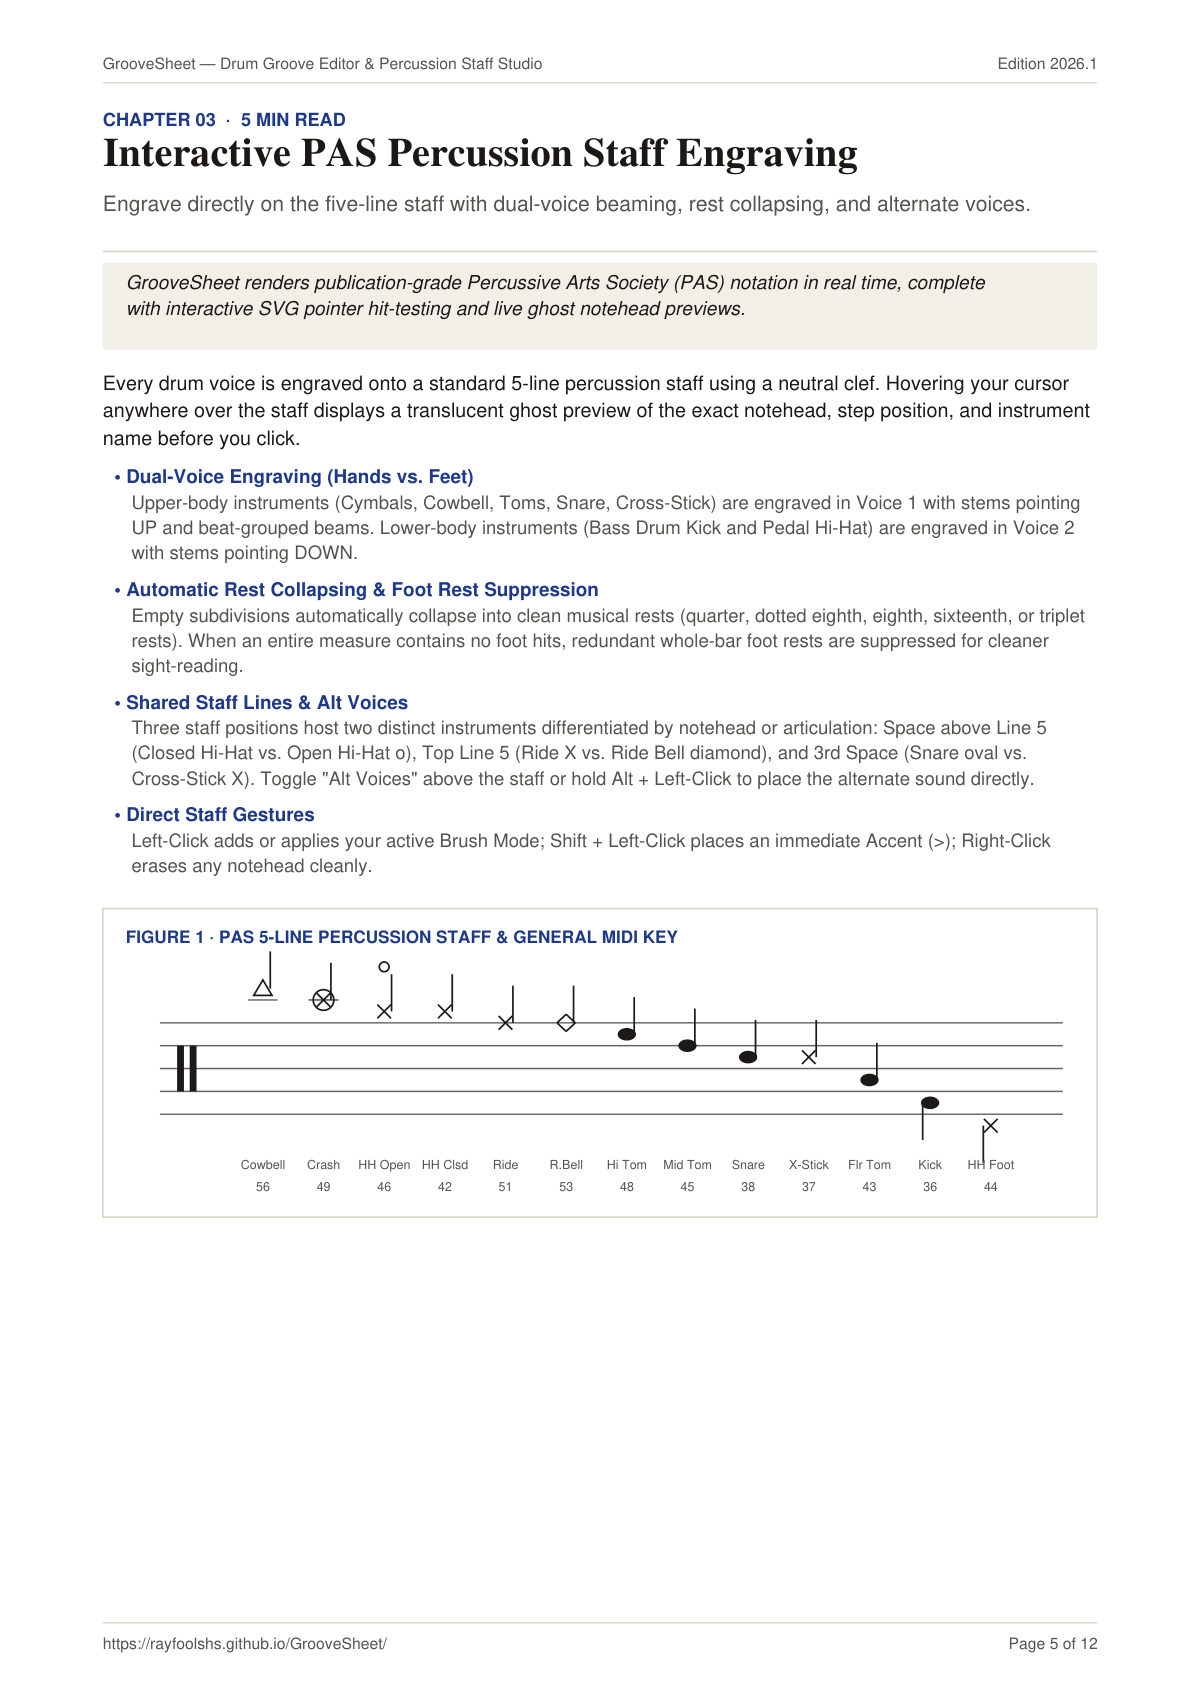 GrooveSheet — Drum Groove Editor & Percussion Staff Studio
Edition 2026.1
CHAPTER 03 · 5 MIN READ
Interactive PAS Percussion Staff Engraving
Engrave directly on the five-line staff with dual-voice beaming, rest collapsing, and alternate voices.
GrooveSheet renders publication-grade Percussive Arts Society (PAS) notation in real time, complete
with interactive SVG pointer hit-testing and live ghost notehead previews.
Every drum voice is engraved onto a standard 5-line percussion staff using a neutral clef. Hovering your cursor
anywhere over the staff displays a translucent ghost preview of the exact notehead, step position, and instrument
name before you click.
• Dual-Voice Engraving (Hands vs. Feet)
Upper-body instruments (Cymbals, Cowbell, Toms, Snare, Cross-Stick) are engraved in Voice 1 with stems pointing
UP and beat-grouped beams. Lower-body instruments (Bass Drum Kick and Pedal Hi-Hat) are engraved in Voice 2
with stems pointing DOWN.
• Automatic Rest Collapsing & Foot Rest Suppression
Empty subdivisions automatically collapse into clean musical rests (quarter, dotted eighth, eighth, sixteenth, or triplet
rests). When an entire measure contains no foot hits, redundant whole-bar foot rests are suppressed for cleaner
sight-reading.
• Shared Staff Lines & Alt Voices
Three staff positions host two distinct instruments differentiated by notehead or articulation: Space above Line 5
(Closed Hi-Hat vs. Open Hi-Hat o), Top Line 5 (Ride X vs. Ride Bell diamond), and 3rd Space (Snare oval vs.
Cross-Stick X). Toggle "Alt Voices" above the staff or hold Alt + Left-Click to place the alternate sound directly.
• Direct Staff Gestures
Left-Click adds or applies your active Brush Mode; Shift + Left-Click places an immediate Accent (>); Right-Click
erases any notehead cleanly.
FIGURE 1 · PAS 5-LINE PERCUSSION STAFF & GENERAL MIDI KEY
Cowbell Crash HH Open HH Clsd Ride R.Bell Hi Tom Mid Tom Snare X-Stick Flr Tom Kick HH Foot
56 49 46 42 51 53 48 45 38 37 43 36 44
https://rayfoolshs.github.io/GrooveSheet/
Page 5 of 12